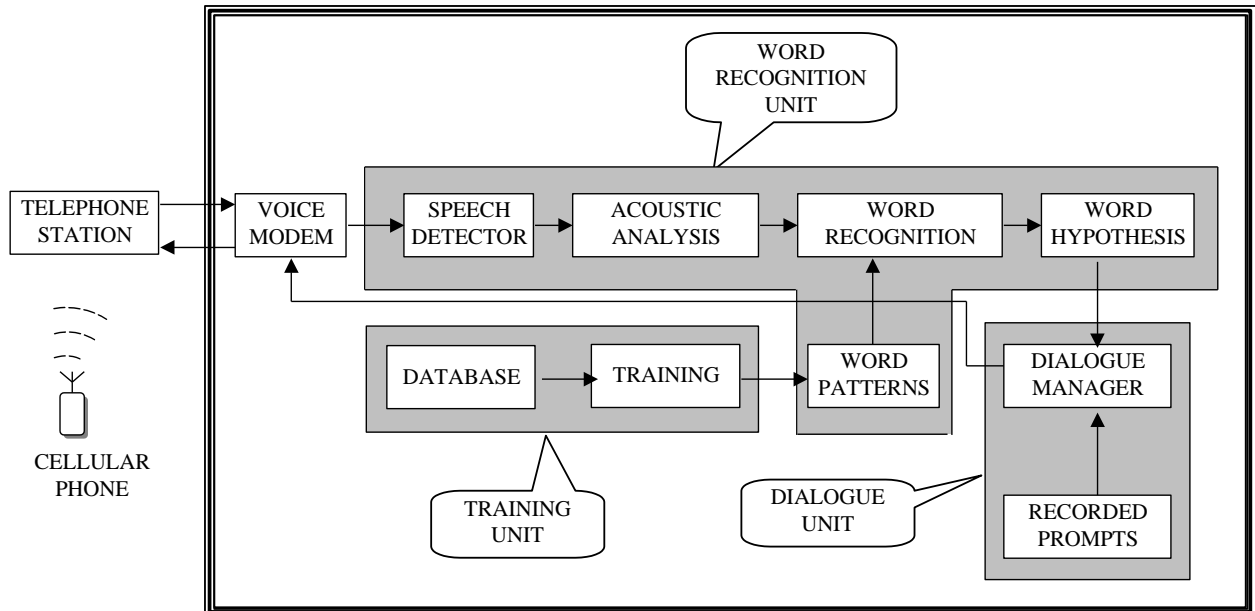 WORD
RECOGNITION
UNIT
TELEPHONE
STATION
VOICE
MODEM
SPEECH
DETECTOR
ACOUSTIC
ANALYSIS
WORD
RECOGNITION
WORD
HYPOTHESIS
DATABASE
TRAINING
WORD
PATTERNS
DIALOGUE
MANAGER
CELLULAR
PHONE
TRAINING
UNIT
DIALOGUE
UNIT
RECORDED
PROMPTS